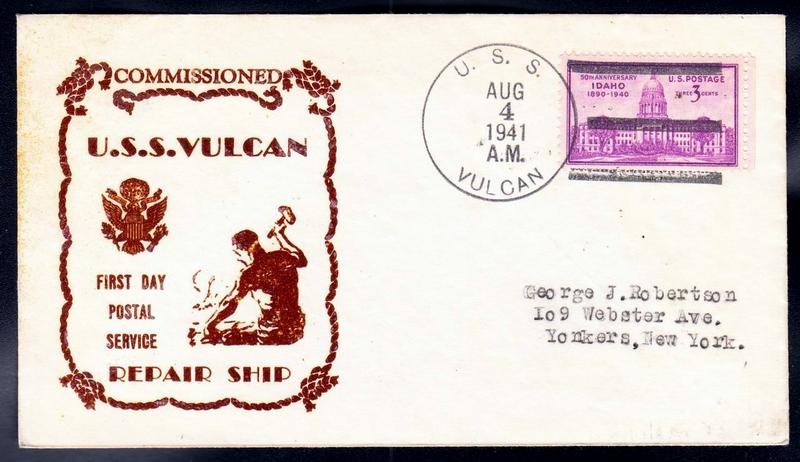 COMMISSIONED
U.S.S. VULCAN
FIRST DAY
POSTAL
SERVICE
REPAIR SHIP
U. S. S.
AUG
4
1941
A.M.
VULCAN
50TH ANNIVERSARY
IDAHO
1890-1940
U.S. POSTAGE
THREE 3 CENTS
George J.Robertson
Io9 Webster Ave.
Yonkers,New York.